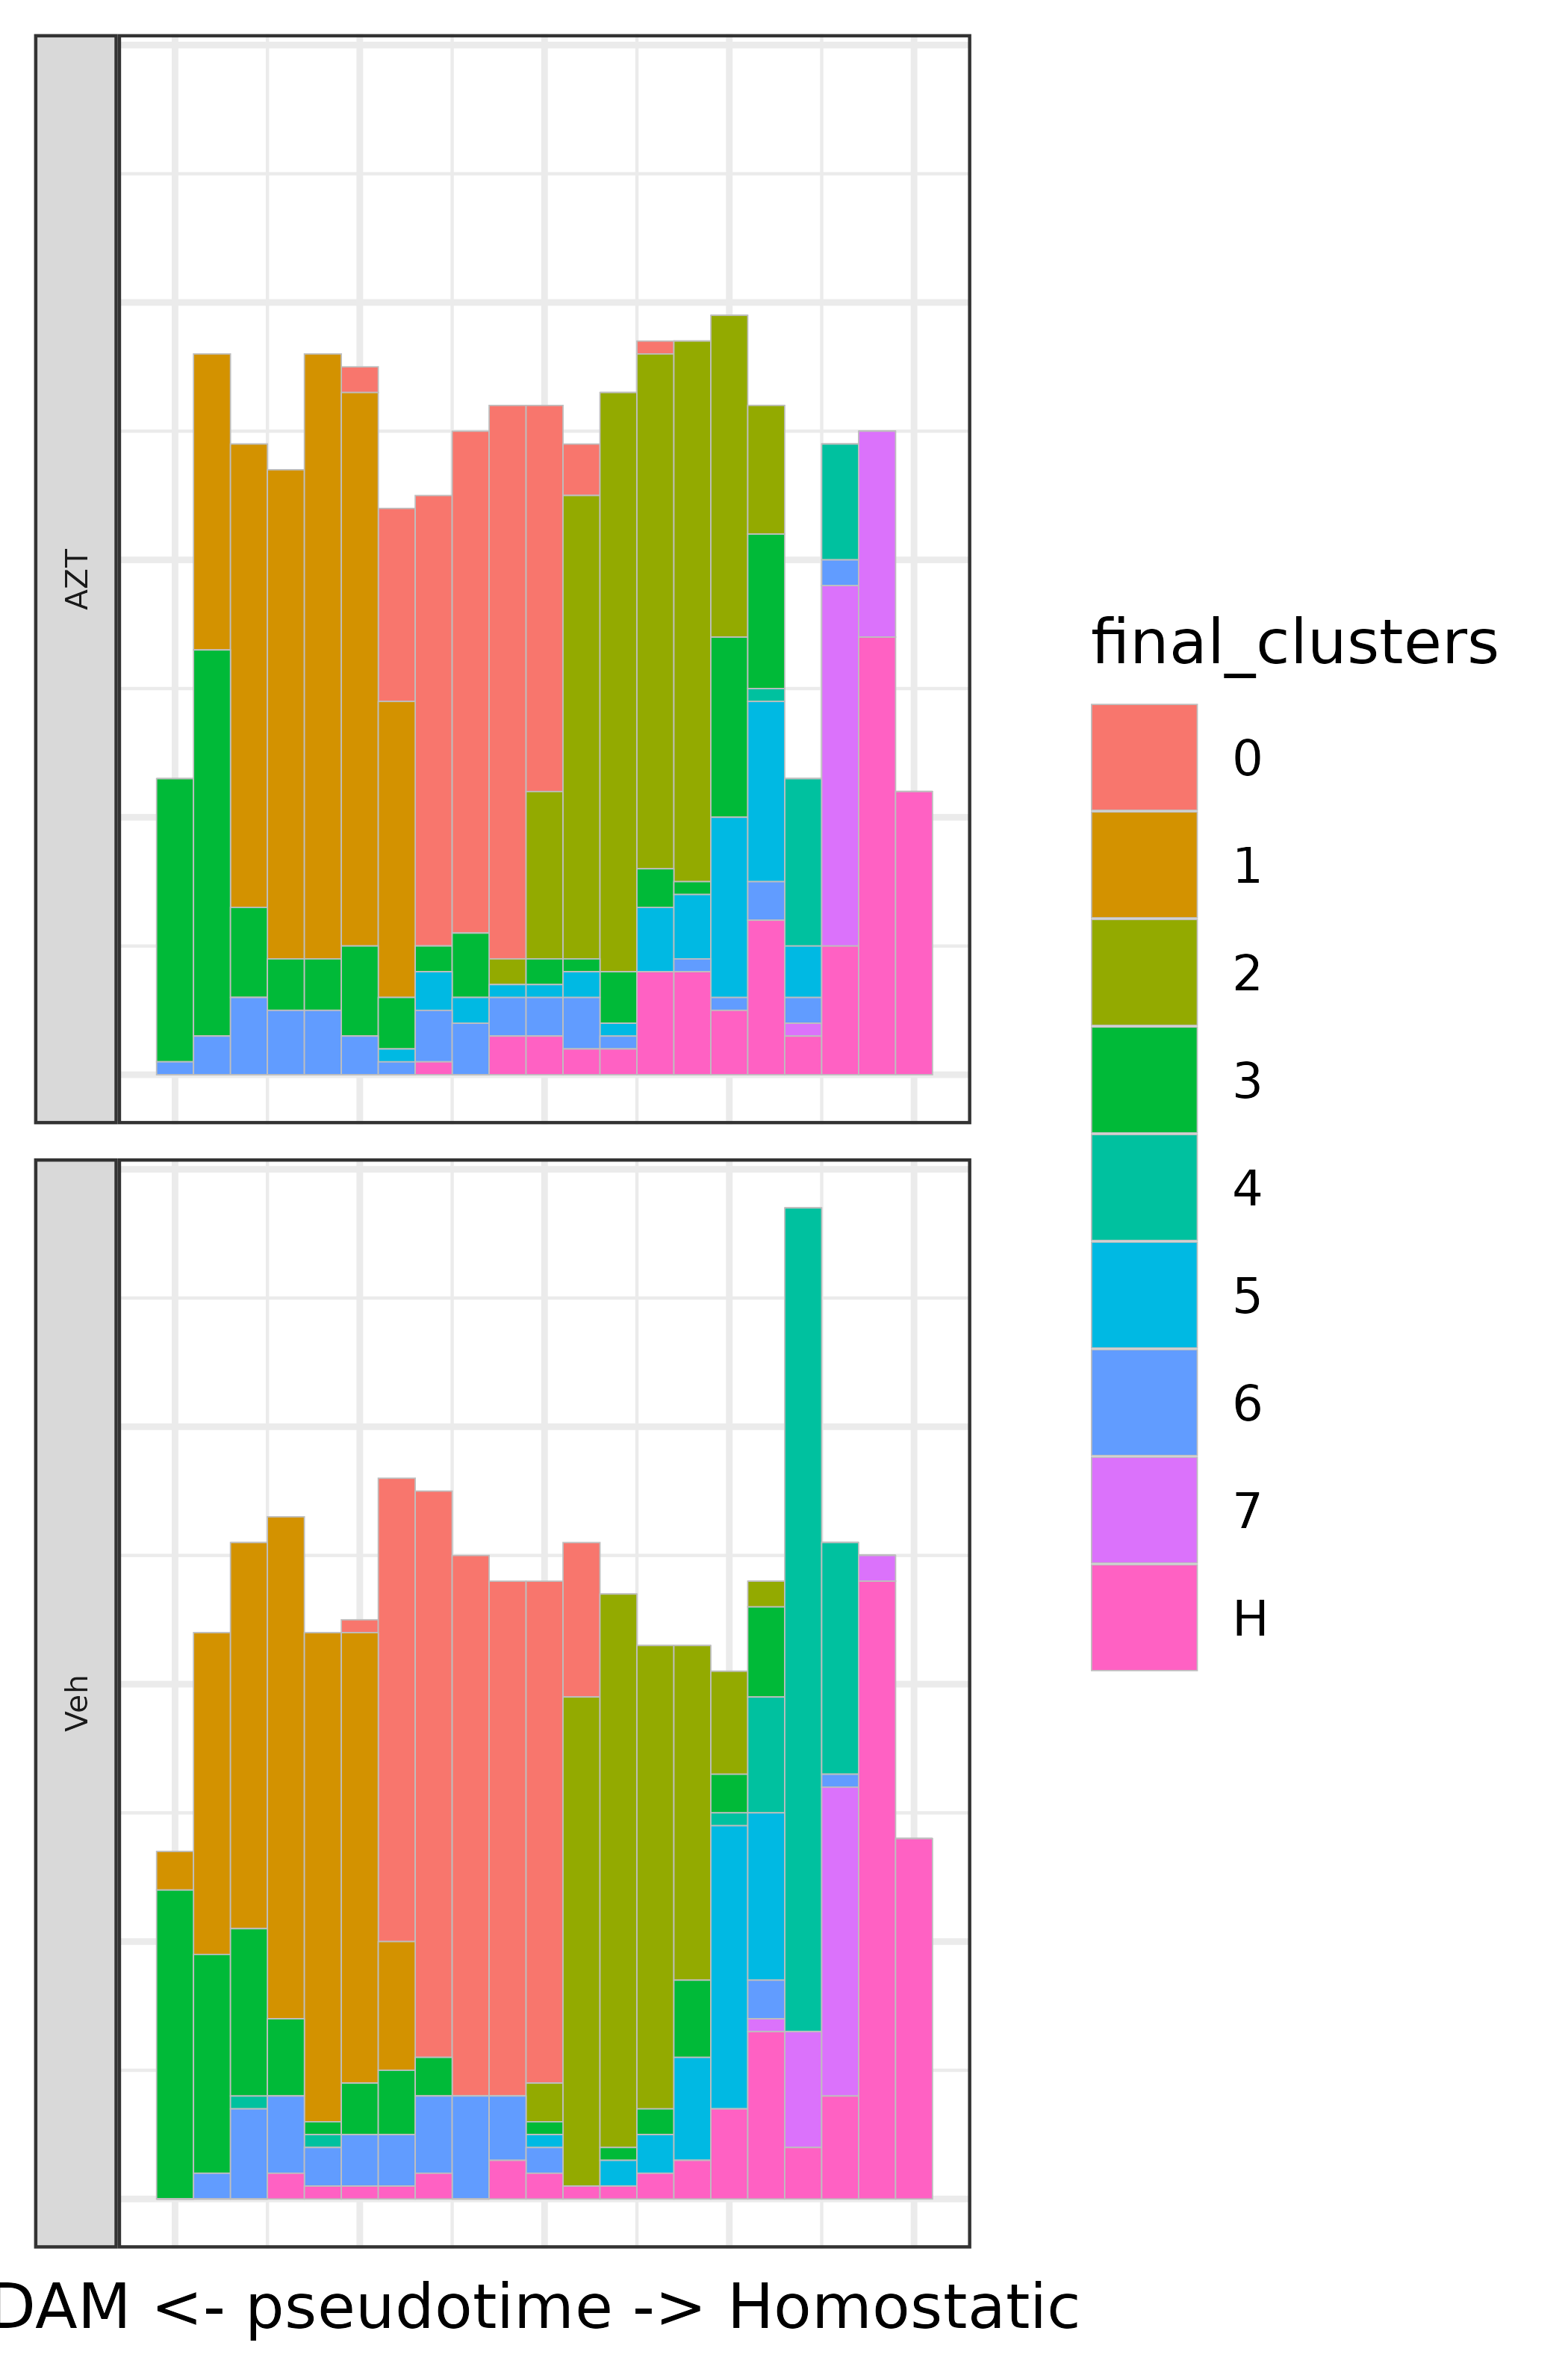 AZT
Veh
final_clusters
0
1
2
3
4
5
6
7
H
DAM <- pseudotime -> Homostatic